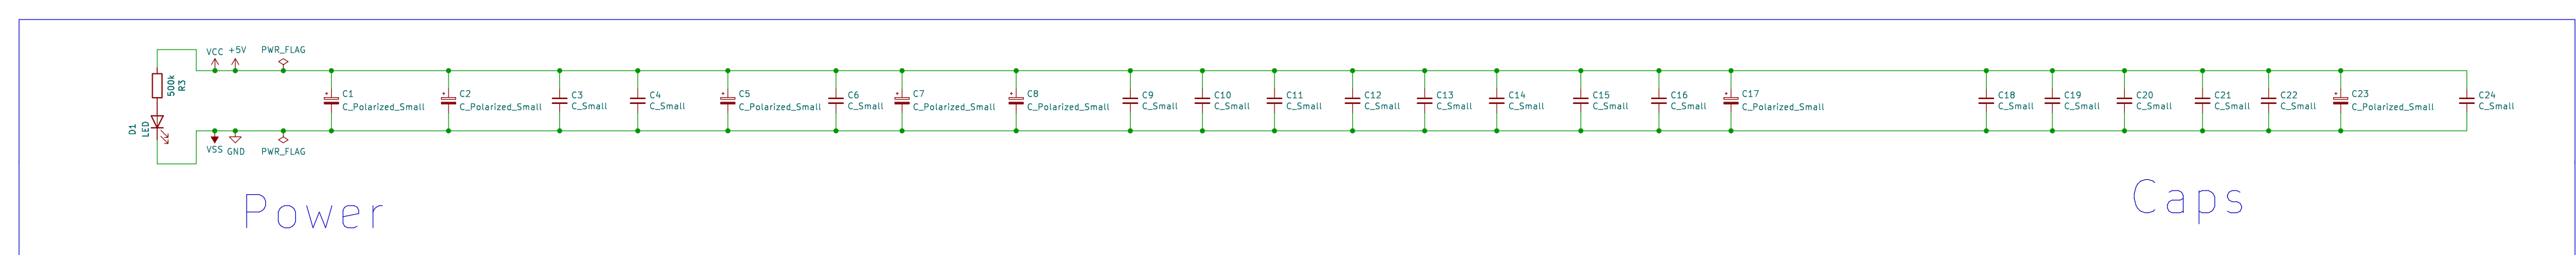 VCC +5V PWR_FLAG
500k
R3
D1
LED
VSS GND PWR_FLAG
C1
C_Polarized_Small
C2
C_Polarized_Small
C3
C_Small
C4
C_Small
C5
C_Polarized_Small
C6
C_Small
C7
C_Polarized_Small
C8
C_Polarized_Small
C9
C_Small
C10
C_Small
C11
C_Small
C12
C_Small
C13
C_Small
C14
C_Small
C15
C_Small
C16
C_Small
C17
C_Polarized_Small
C18
C_Small
C19
C_Small
C20
C_Small
C21
C_Small
C22
C_Small
C23
C_Polarized_Small
C24
C_Small
Power
Caps